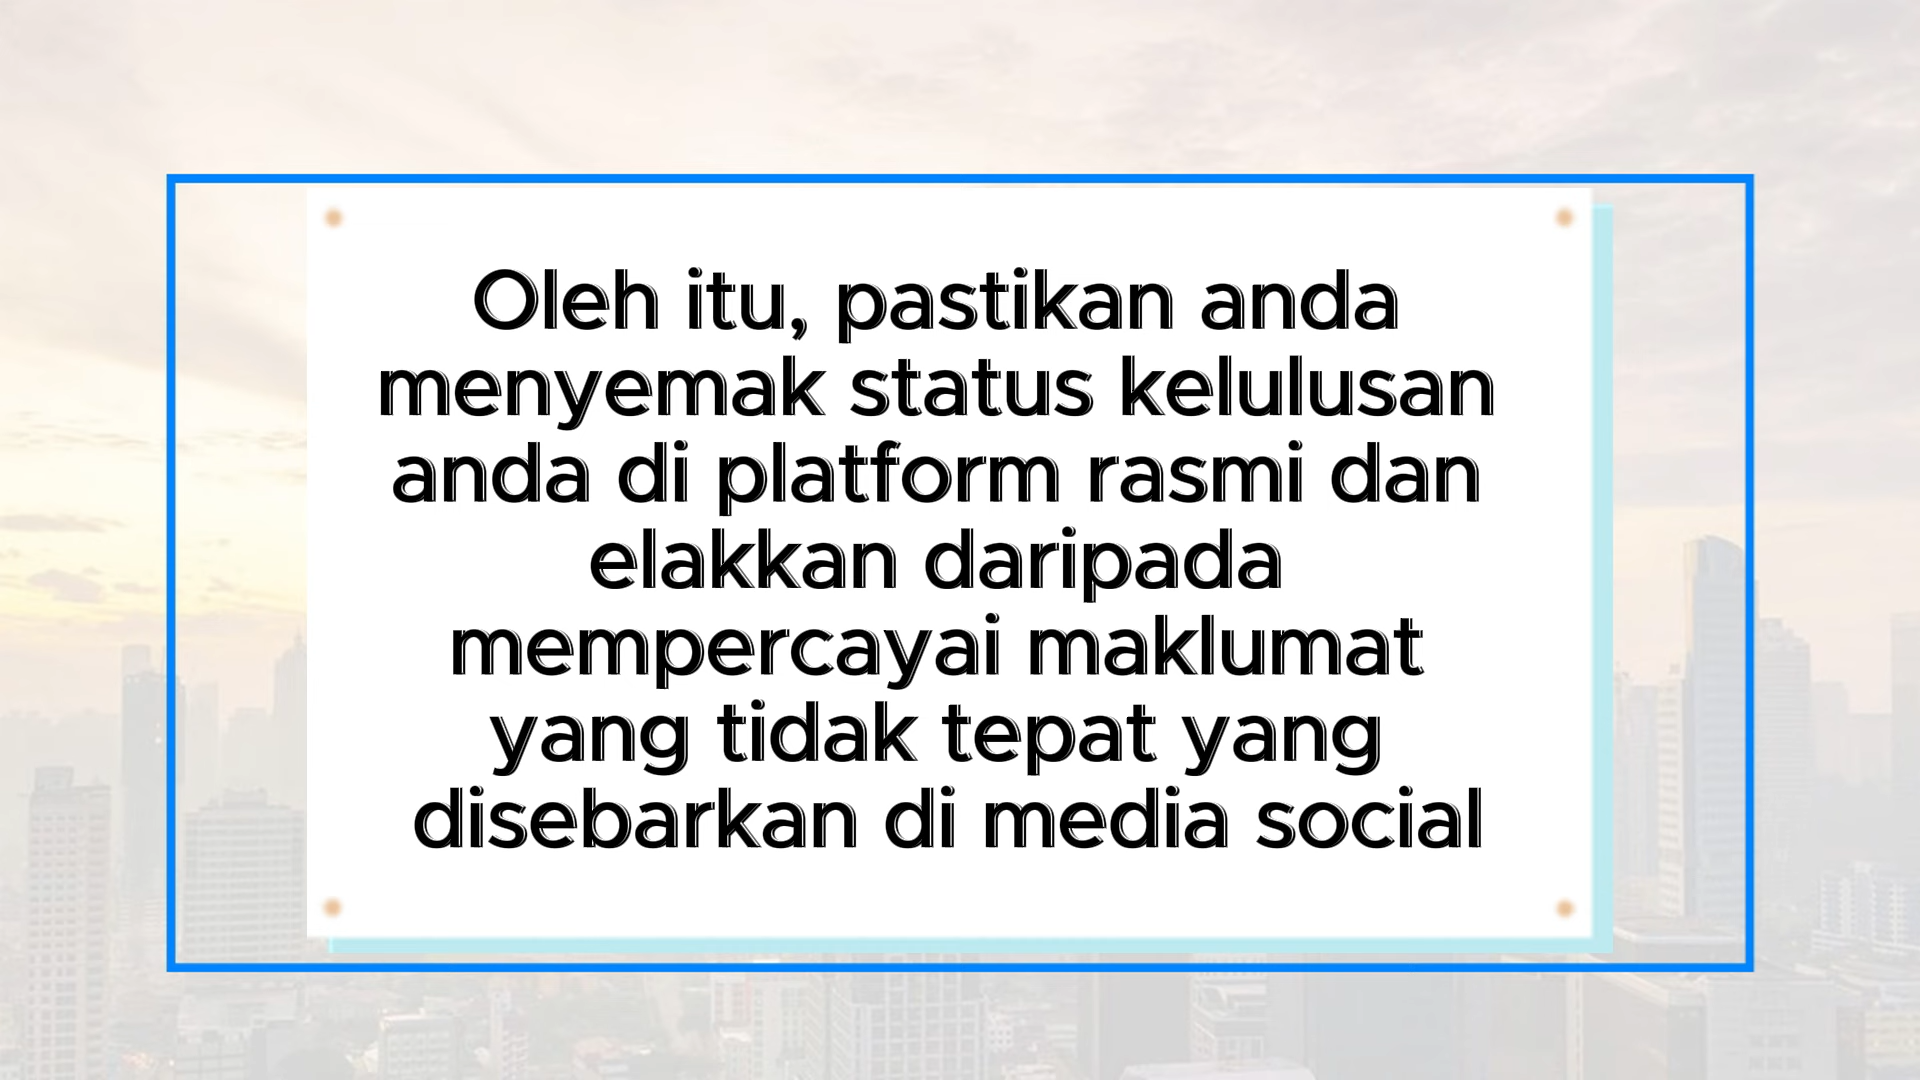 Oleh itu, pastikan anda
menyemak status kelulusan
anda di platform rasmi dan
elakkan daripada
mempercayai maklumat
yang tidak tepat yang
disebarkan di media social